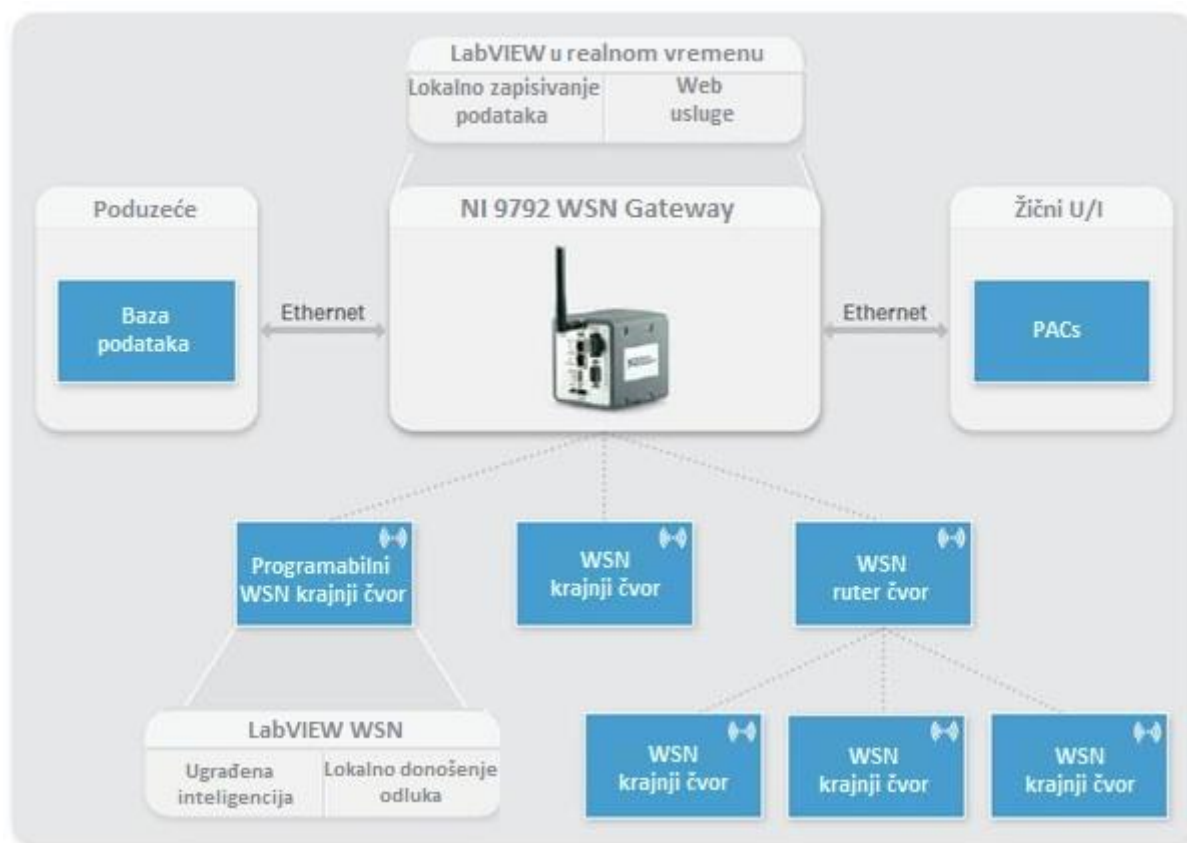 LabVIEW u realnom vremenu
Lokalno zapisivanje
podataka
Web
usluge
Poduzeće
NI 9792 WSN Gateway
Žični U/I
Baza
podataka
Ethernet
Ethernet
PACs
Programabilni
WSN krajnji čvor
WSN
krajnji čvor
WSN
ruter čvor
LabVIEW WSN
Ugrađena
inteligencija
Lokalno donošenje
odluka
WSN
krajnji čvor
WSN
krajnji čvor
WSN
krajnji čvor